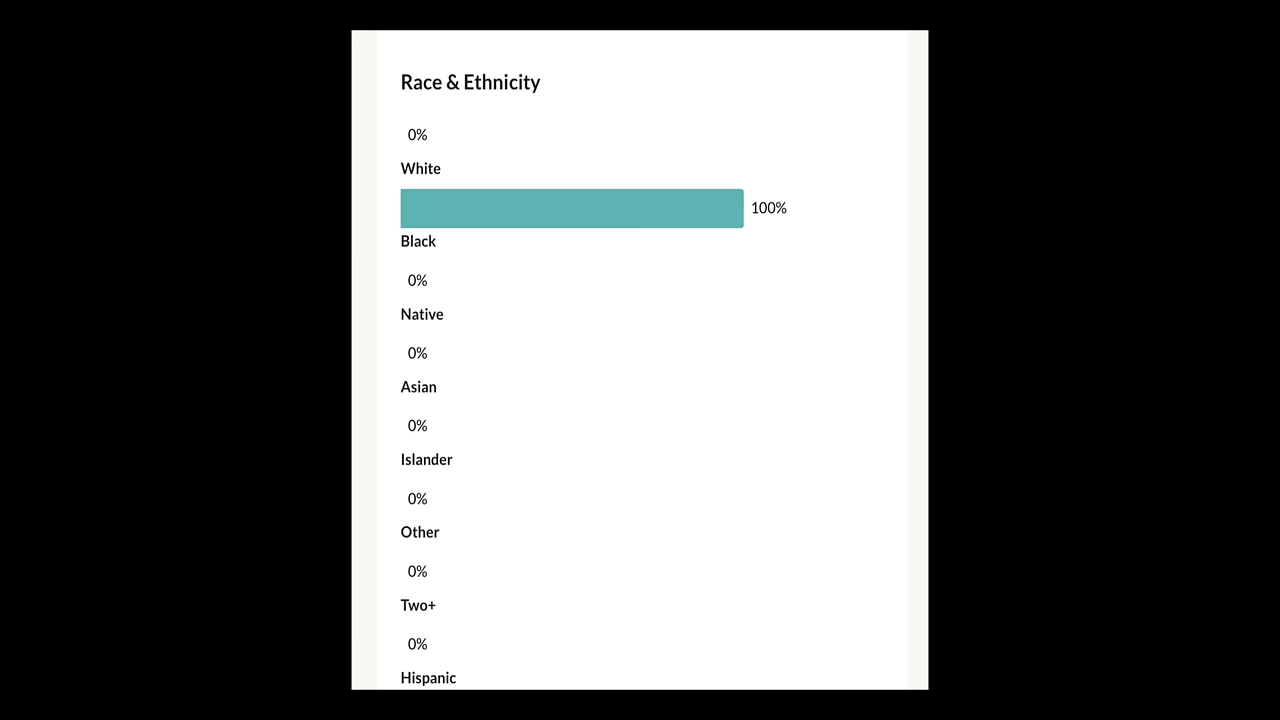 Race & Ethnicity
0%
White
100%
Black
0%
Native
0%
Asian
0%
Islander
0%
Other
0%
Two+
0%
Hispanic